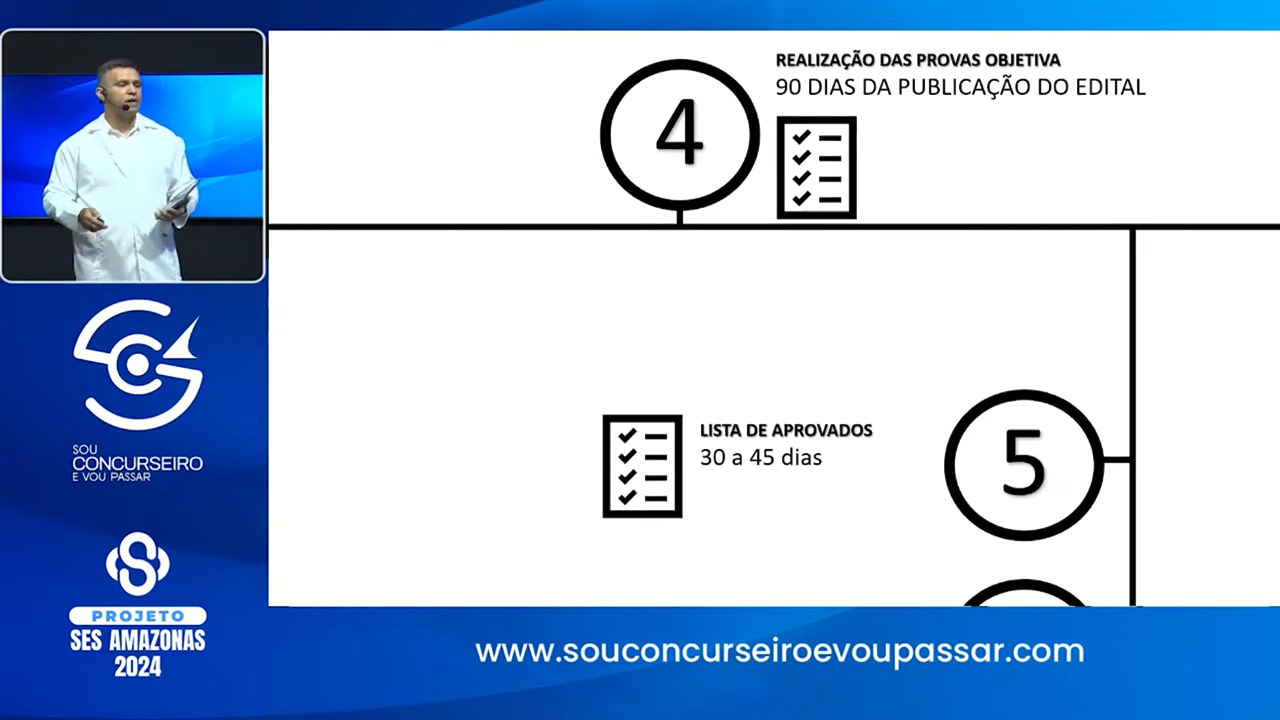 4
REALIZAÇÃO DAS PROVAS OBJETIVA
90 DIAS DA PUBLICAÇÃO DO EDITAL
LISTA DE APROVADOS
30 a 45 dias
5
SOU
CONCURSEIRO
E VOU PASSAR
PROJETO
SES AMAZONAS
2024
www.souconcurseiroevoupassar.com